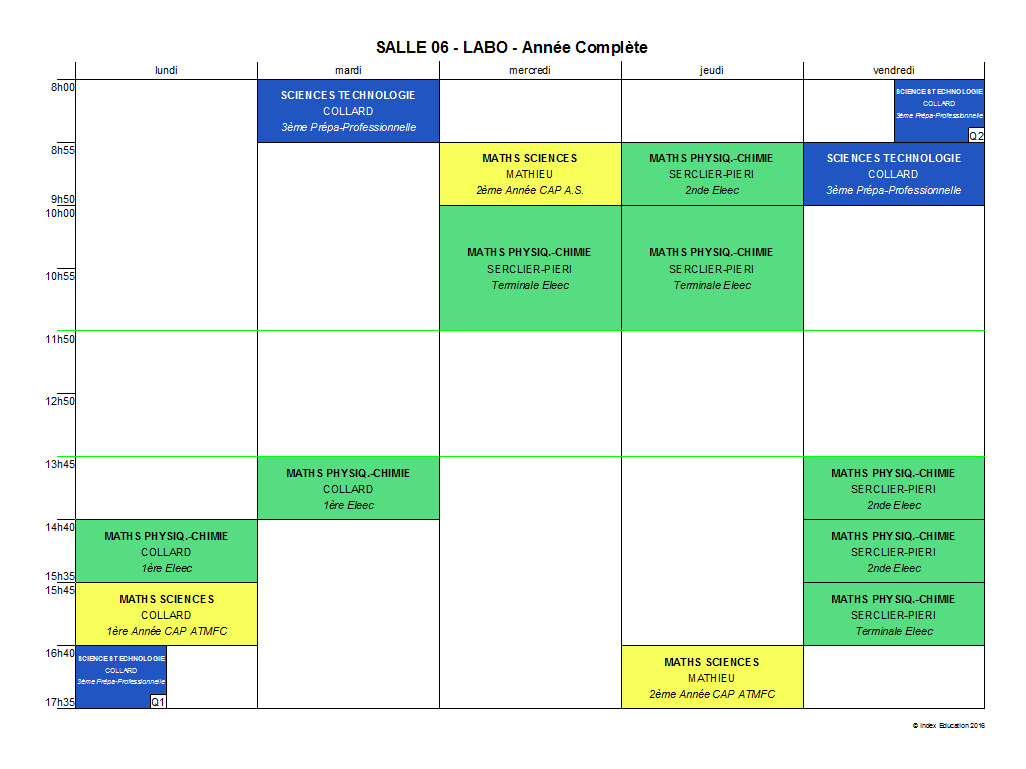 SALLE 06 - LABO - Année Complète
lundi
mardi
mercredi
jeudi
vendredi
8h00
SCIENCES TECHNOLOGIE
COLLARD
3ème Prépa-Professionnelle
SCIENCES TECHNOLOGIE
COLLARD
3ème Prépa-Professionnelle
Q2
8h55
MATHS SCIENCES
MATHIEU
2ème Année CAP A.S.
MATHS PHYSIQ.-CHIMIE
SERCLIER-PIERI
2nde Eleec
SCIENCES TECHNOLOGIE
COLLARD
3ème Prépa-Professionnelle
9h50
10h00
MATHS PHYSIQ.-CHIMIE
SERCLIER-PIERI
Terminale Eleec
MATHS PHYSIQ.-CHIMIE
SERCLIER-PIERI
Terminale Eleec
10h55
11h50
12h50
13h45
MATHS PHYSIQ.-CHIMIE
COLLARD
1ère Eleec
MATHS PHYSIQ.-CHIMIE
SERCLIER-PIERI
2nde Eleec
14h40
MATHS PHYSIQ.-CHIMIE
COLLARD
1ère Eleec
MATHS PHYSIQ.-CHIMIE
SERCLIER-PIERI
2nde Eleec
15h35
15h45
MATHS SCIENCES
COLLARD
1ère Année CAP ATMFC
MATHS PHYSIQ.-CHIMIE
SERCLIER-PIERI
Terminale Eleec
16h40
SCIENCES TECHNOLOGIE
COLLARD
3ème Prépa-Professionnelle
Q1
MATHS SCIENCES
MATHIEU
2ème Année CAP ATMFC
17h35
© Index Education 2016